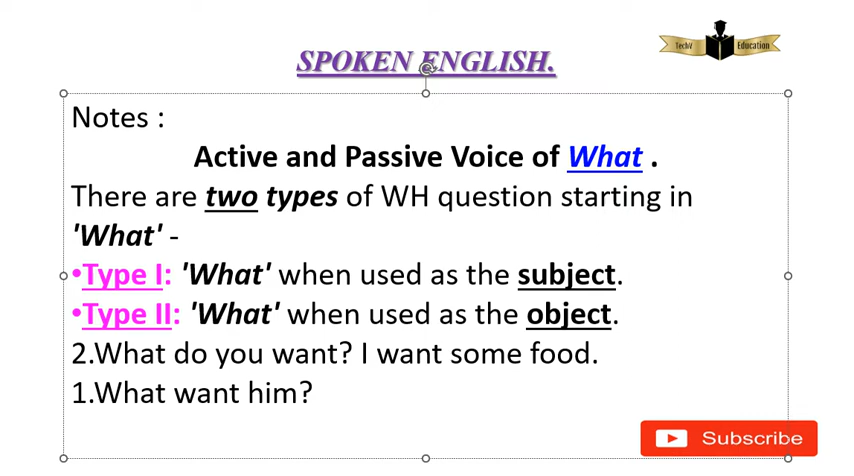 TechV Education
SPOKEN ENGLISH.
Notes :
Active and Passive Voice of What .
There are two types of WH question starting in
'What' -
•Type I: 'What' when used as the subject.
•Type II: 'What' when used as the object.
2.What do you want? I want some food.
1.What want him?
Subscribe